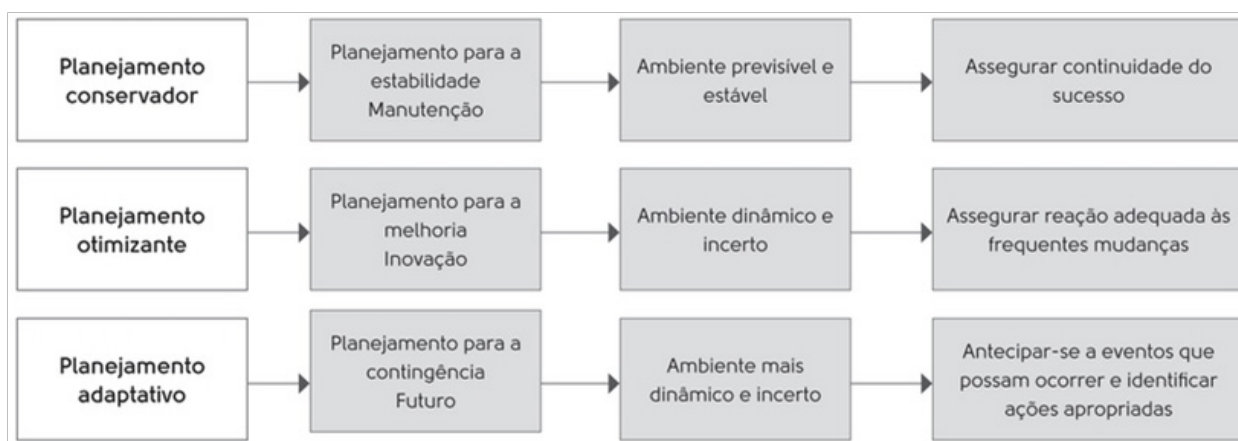 Planejamento
conservador
Planejamento para a
estabilidade
Manutenção
Ambiente previsível e
estável
Assegurar continuidade do
sucesso
Planejamento
otimizante
Planejamento para a
melhoria
Inovação
Ambiente dinâmico e
incerto
Assegurar reação adequada às
frequentes mudanças
Planejamento
adaptativo
Planejamento para a
contingência
Futuro
Ambiente mais
dinâmico e incerto
Antecipar-se a eventos que
possam ocorrer e identificar
ações apropriadas